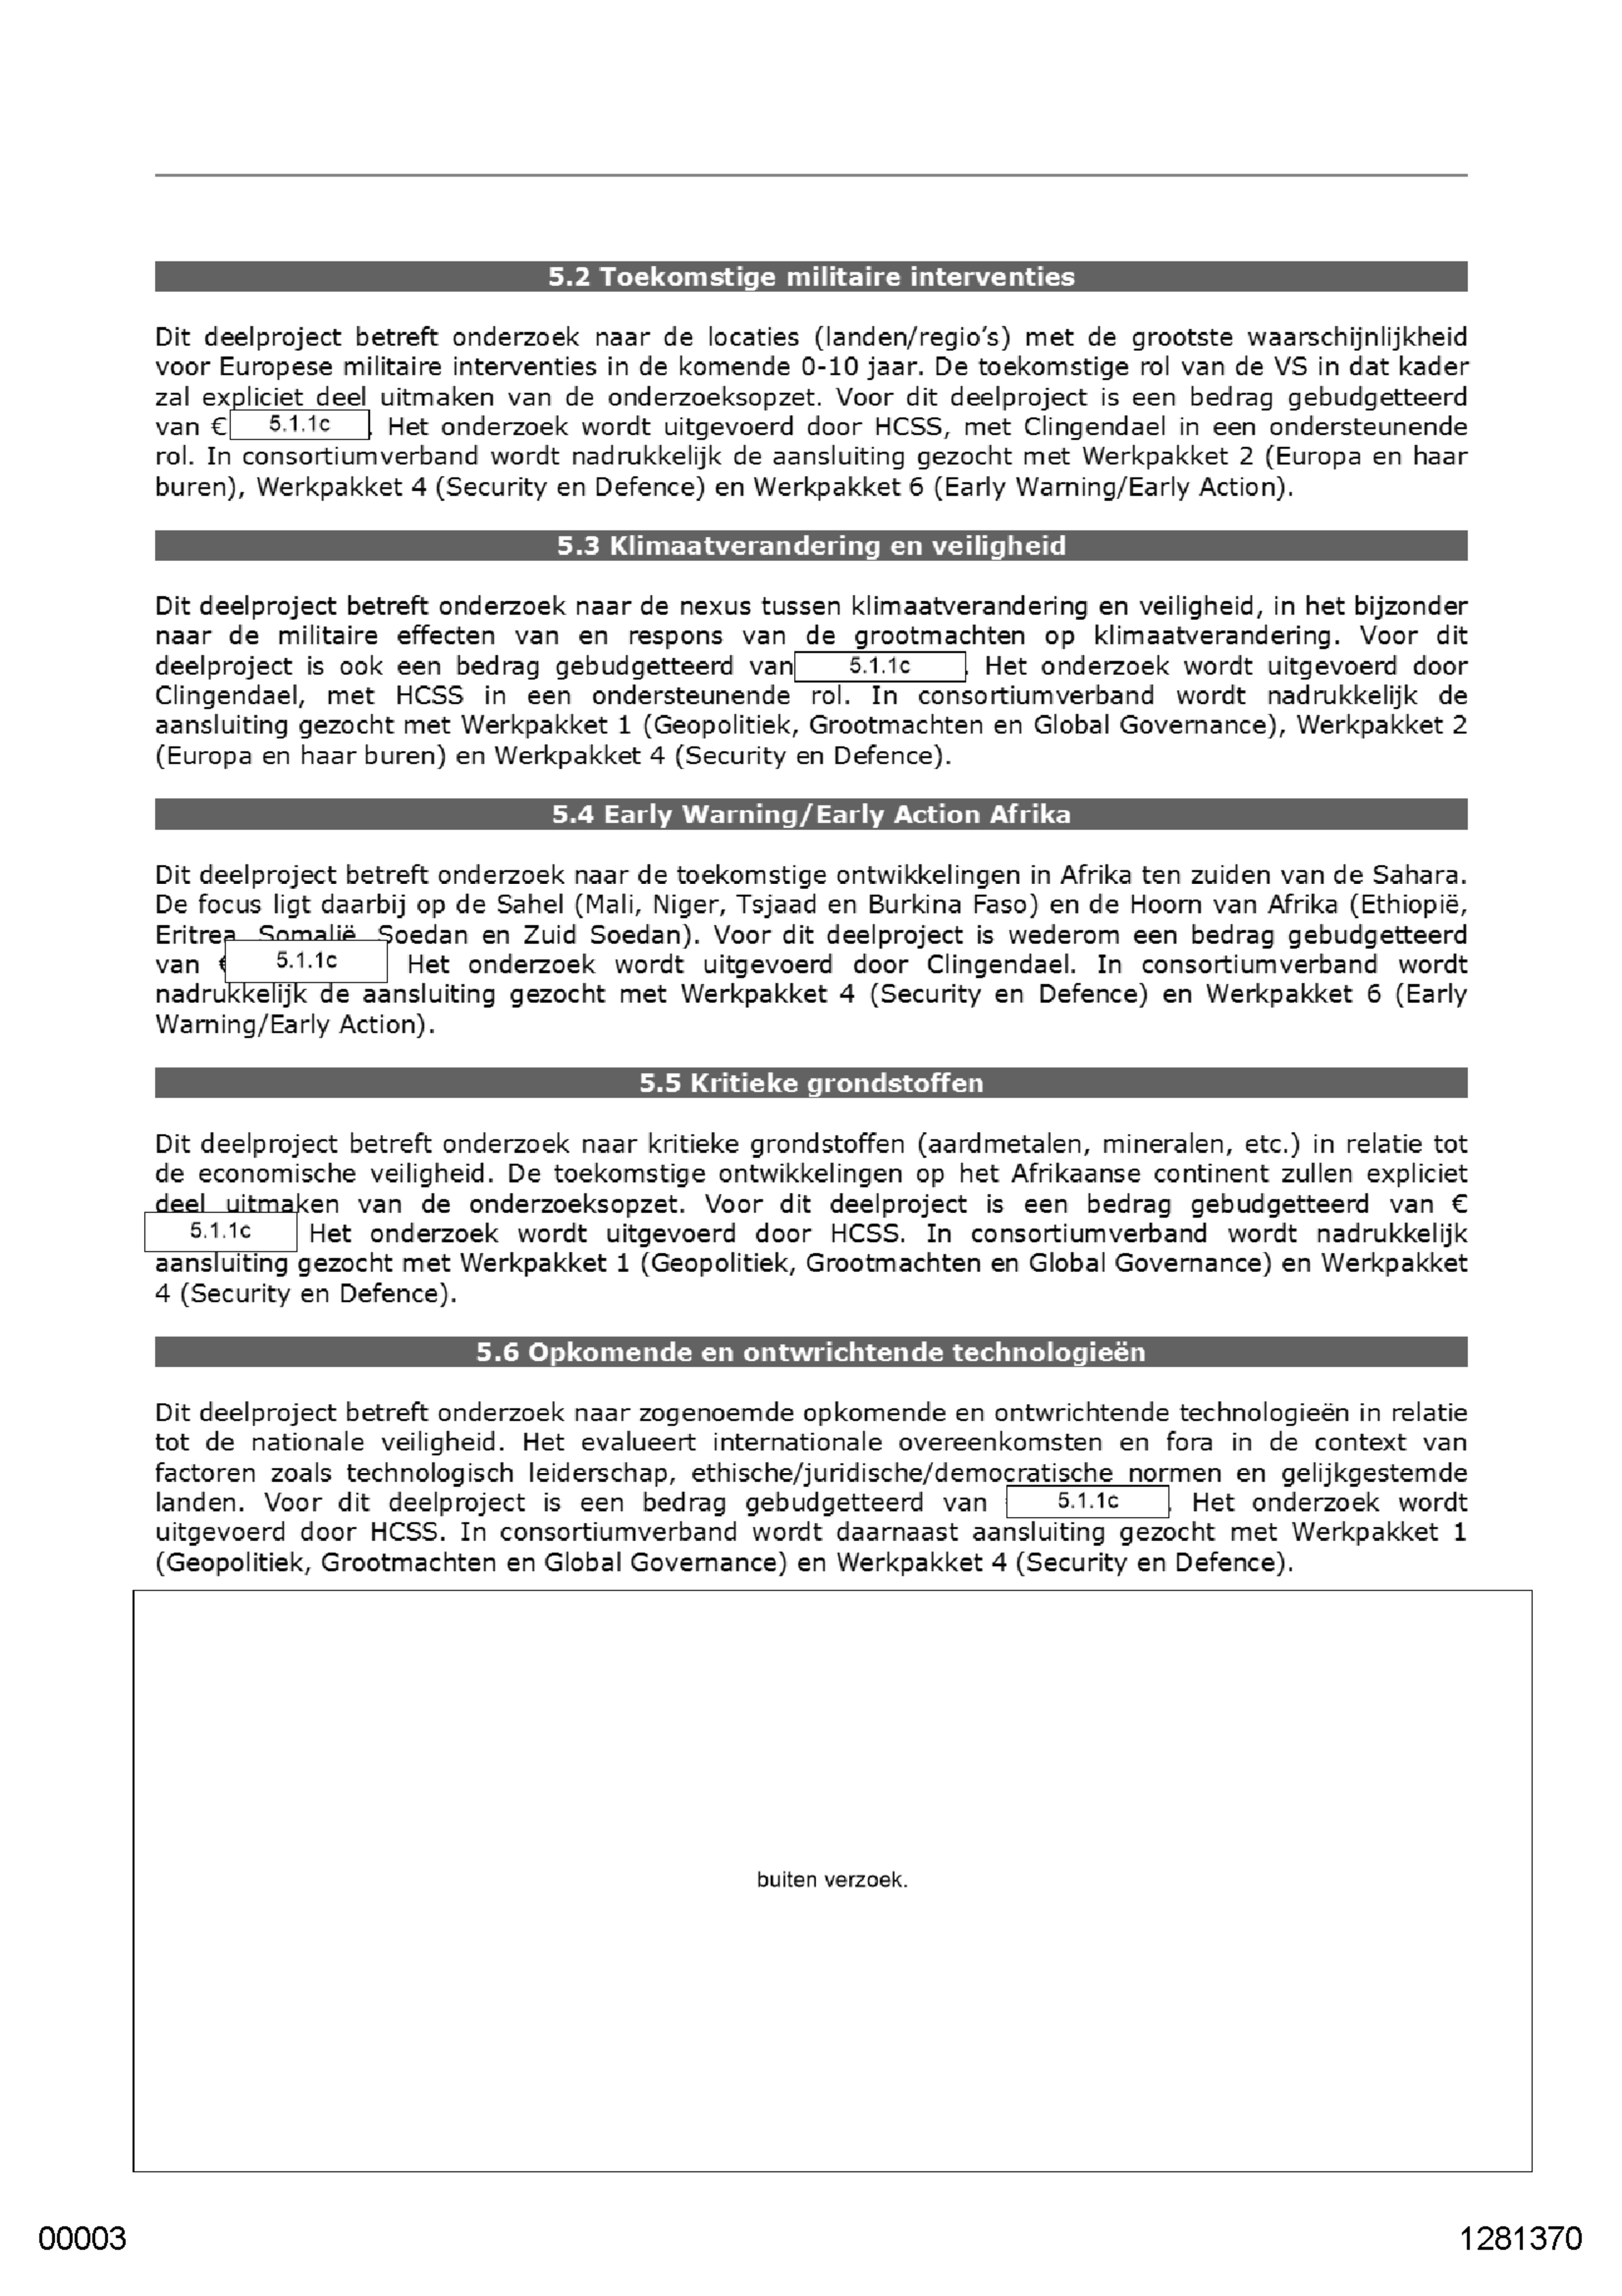 5.2 Toekomstige militaire interventies
Dit deelproject betreft onderzoek naar de locaties (landen/regio’s) met de grootste waarschijnlijkheid
voor Europese militaire interventies in de komende 0-10 jaar. De toekomstige rol van de VS in dat kader
zal expliciet deel uitmaken van de onderzoeksopzet. Voor dit deelproject is een bedrag gebudgetteerd
van € 5.1.1c. Het onderzoek wordt uitgevoerd door HCSS, met Clingendael in een ondersteunende
rol. In consortiumverband wordt nadrukkelijk de aansluiting gezocht met Werkpakket 2 (Europa en haar
buren), Werkpakket 4 (Security en Defence) en Werkpakket 6 (Early Warning/Early Action).
5.3 Klimaatverandering en veiligheid
Dit deelproject betreft onderzoek naar de nexus tussen klimaatverandering en veiligheid, in het bijzonder
naar de militaire effecten van en respons van de grootmachten op klimaatverandering. Voor dit
deelproject is ook een bedrag gebudgetteerd van 5.1.1c. Het onderzoek wordt uitgevoerd door
Clingendael, met HCSS in een ondersteunende rol. In consortiumverband wordt nadrukkelijk de
aansluiting gezocht met Werkpakket 1 (Geopolitiek, Grootmachten en Global Governance), Werkpakket 2
(Europa en haar buren) en Werkpakket 4 (Security en Defence).
5.4 Early Warning/Early Action Afrika
Dit deelproject betreft onderzoek naar de toekomstige ontwikkelingen in Afrika ten zuiden van de Sahara.
De focus ligt daarbij op de Sahel (Mali, Niger, Tsjaad en Burkina Faso) en de Hoorn van Afrika (Ethiopië,
Eritrea, Somalië, Soedan en Zuid Soedan). Voor dit deelproject is wederom een bedrag gebudgetteerd
van € 5.1.1c Het onderzoek wordt uitgevoerd door Clingendael. In consortiumverband wordt
nadrukkelijk de aansluiting gezocht met Werkpakket 4 (Security en Defence) en Werkpakket 6 (Early
Warning/Early Action).
5.5 Kritieke grondstoffen
Dit deelproject betreft onderzoek naar kritieke grondstoffen (aardmetalen, mineralen, etc.) in relatie tot
de economische veiligheid. De toekomstige ontwikkelingen op het Afrikaanse continent zullen expliciet
deel uitmaken van de onderzoeksopzet. Voor dit deelproject is een bedrag gebudgetteerd van €
5.1.1c Het onderzoek wordt uitgevoerd door HCSS. In consortiumverband wordt nadrukkelijk
aansluiting gezocht met Werkpakket 1 (Geopolitiek, Grootmachten en Global Governance) en Werkpakket
4 (Security en Defence).
5.6 Opkomende en ontwrichtende technologieën
Dit deelproject betreft onderzoek naar zogenoemde opkomende en ontwrichtende technologieën in relatie
tot de nationale veiligheid. Het evalueert internationale overeenkomsten en fora in de context van
factoren zoals technologisch leiderschap, ethische/juridische/democratische normen en gelijkgestemde
landen. Voor dit deelproject is een bedrag gebudgetteerd van 5.1.1c. Het onderzoek wordt
uitgevoerd door HCSS. In consortiumverband wordt daarnaast aansluiting gezocht met Werkpakket 1
(Geopolitiek, Grootmachten en Global Governance) en Werkpakket 4 (Security en Defence).
buiten verzoek.
00003
1281370